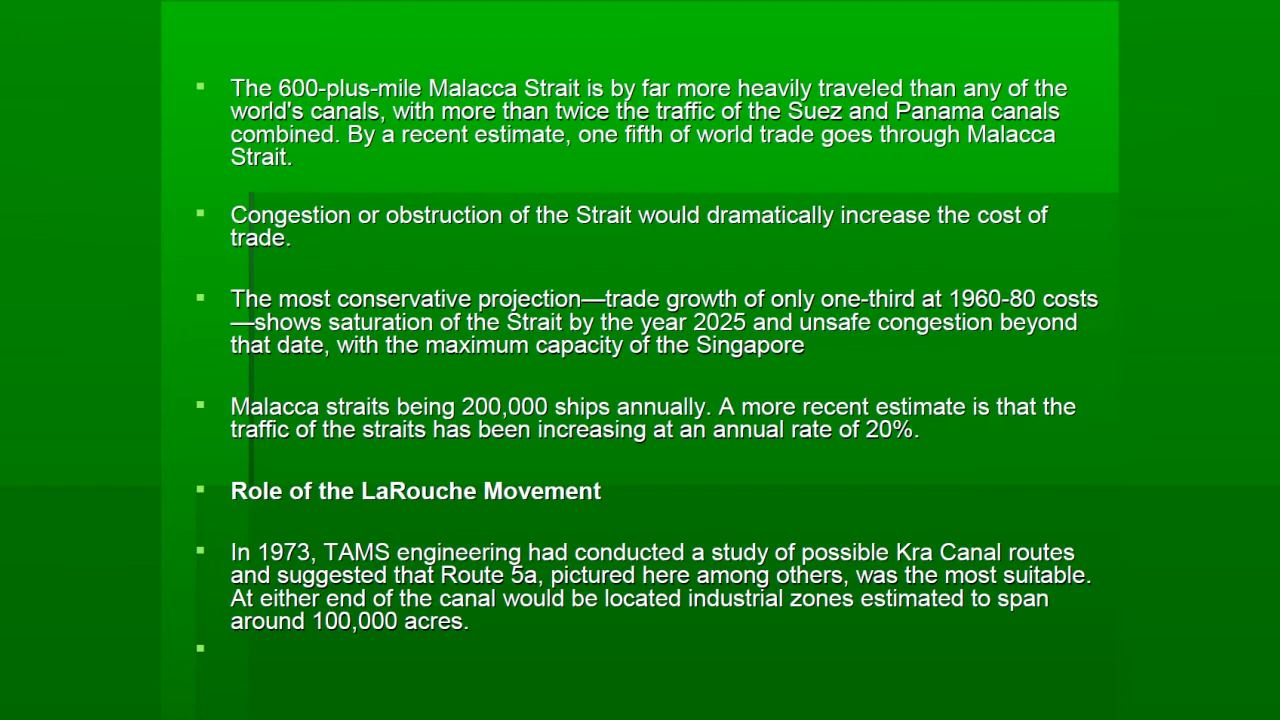 The 600-plus-mile Malacca Strait is by far more heavily traveled than any of the
world's canals, with more than twice the traffic of the Suez and Panama canals
combined. By a recent estimate, one fifth of world trade goes through Malacca
Strait.
Congestion or obstruction of the Strait would dramatically increase the cost of
trade.
The most conservative projection—trade growth of only one-third at 1960-80 costs
—shows saturation of the Strait by the year 2025 and unsafe congestion beyond
that date, with the maximum capacity of the Singapore
Malacca straits being 200,000 ships annually. A more recent estimate is that the
traffic of the straits has been increasing at an annual rate of 20%.
Role of the LaRouche Movement
In 1973, TAMS engineering had conducted a study of possible Kra Canal routes
and suggested that Route 5a, pictured here among others, was the most suitable.
At either end of the canal would be located industrial zones estimated to span
around 100,000 acres.